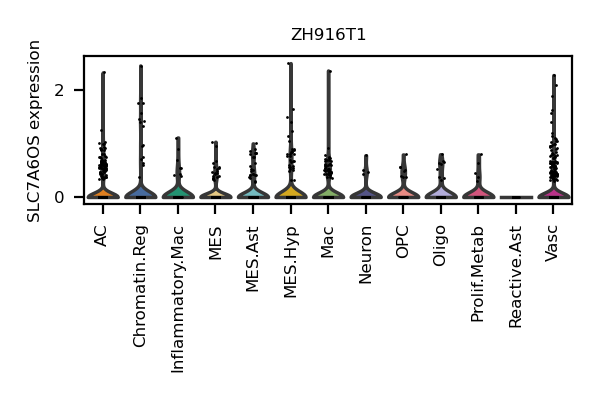 ZH916T1
SLC7A6OS expression
2
0
AC
Chromatin.Reg
Inflammatory.Mac
MES
MES.Ast
MES.Hyp
Mac
Neuron
OPC
Oligo
Prolif.Metab
Reactive.Ast
Vasc